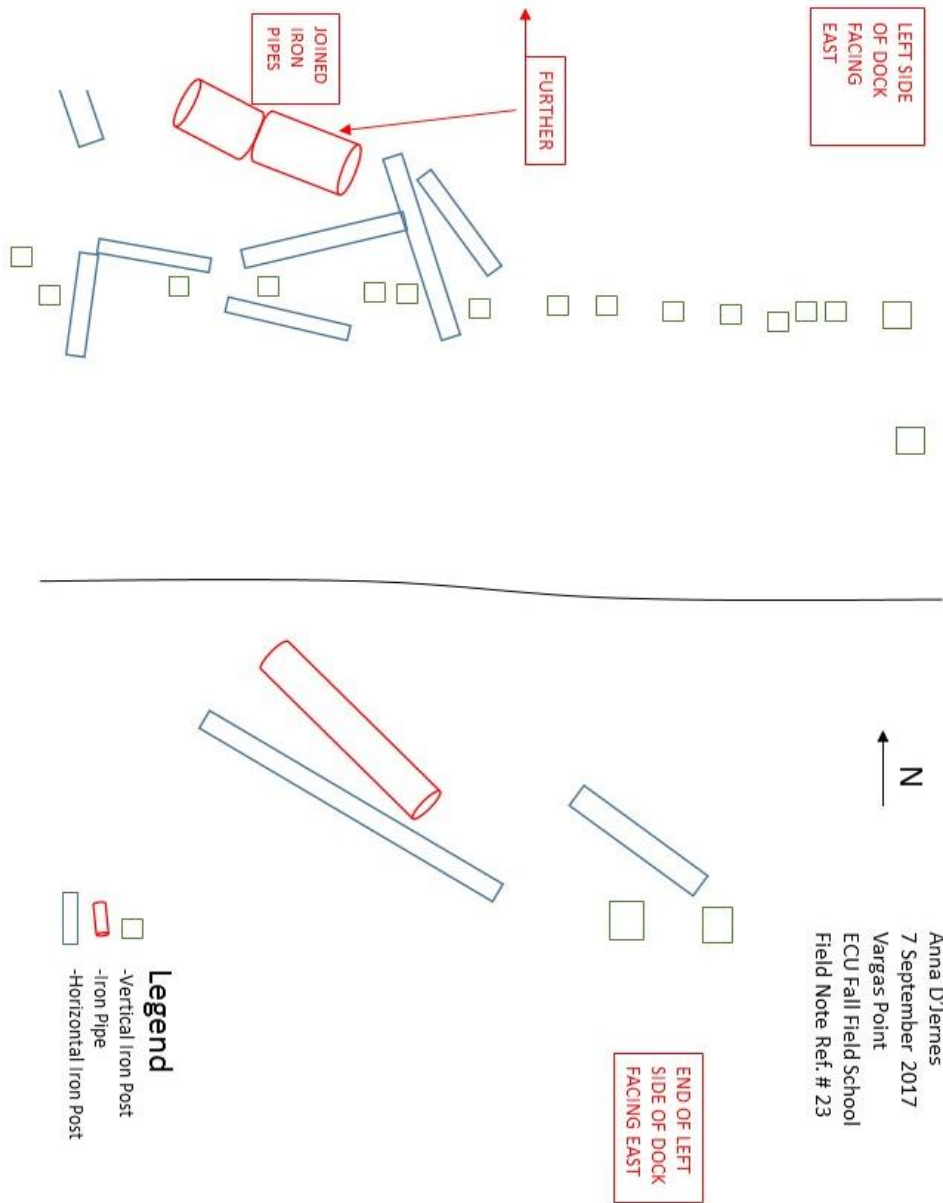 Anna D'Jernes
7 September 2017
Vargas Point
ECU Fall Field School
Field Note Ref. # 23
N
LEFT SIDE
OF DOCK
FACING
EAST
FURTHER
JOINED
IRON
PIPES
END OF LEFT
SIDE OF DOCK
FACING EAST
Legend
-Vertical Iron Post
-Iron Pipe
-Horizontal Iron Post